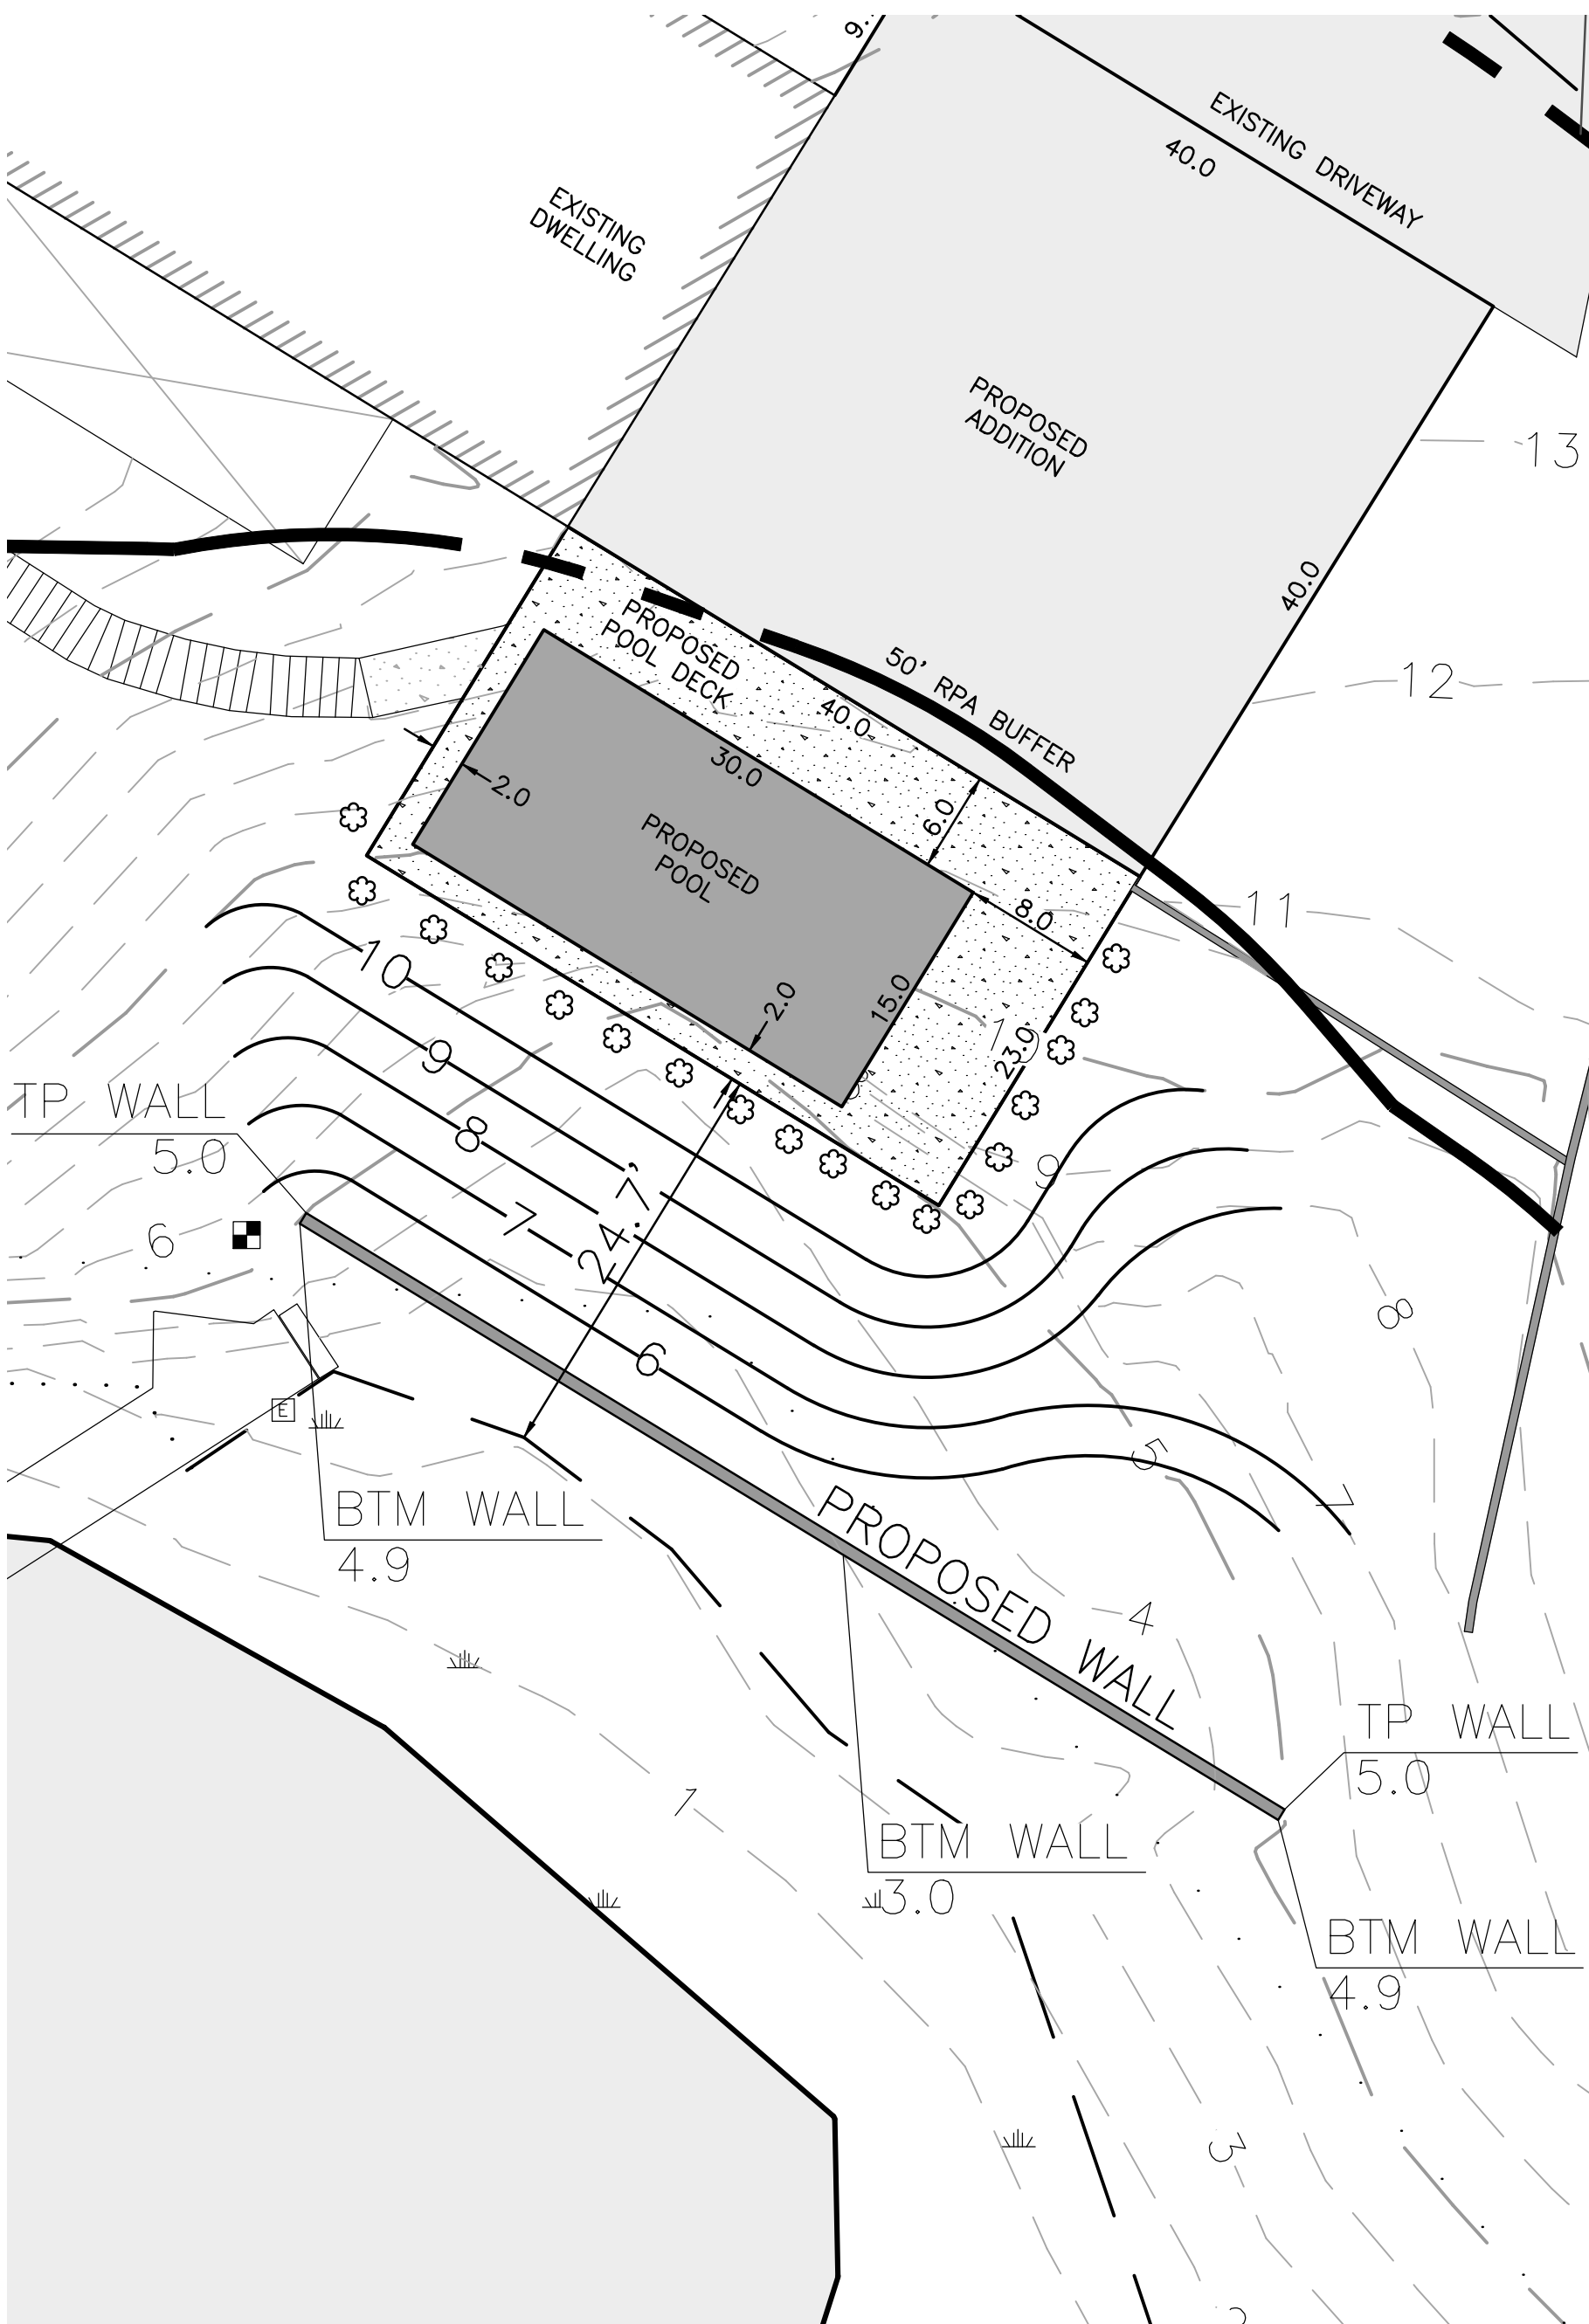 9.
EXISTING DRIVEWAY
40.0
EXISTING
DWELLING
PROPOSED
ADDITION
13
40.0
12
PROPOSED
POOL DECK
50' RPA BUFFER
40.0
30.0
2.0
6.0
PROPOSED
POOL
8.0
11
10
2.0
15.0
23.0
10
9
8
7
6
24.7'
TP WALL
5.0
6
9
8
5
7
E
BTM WALL
4.9
PROPOSED WALL
4
TP WALL
5.0
1
BTM WALL
3.0
BTM WALL
4.9
3